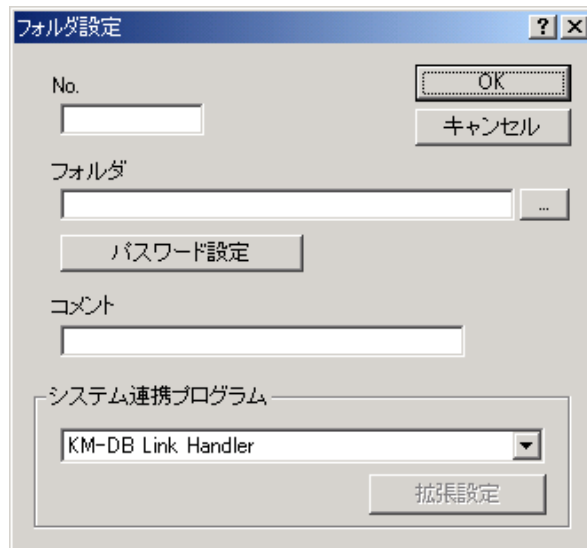 フォルダ設定
No.
OK
キャンセル
フォルダ
...
パスワード設定
コメント
システム連携プログラム
KM-DB Link Handler
拡張設定